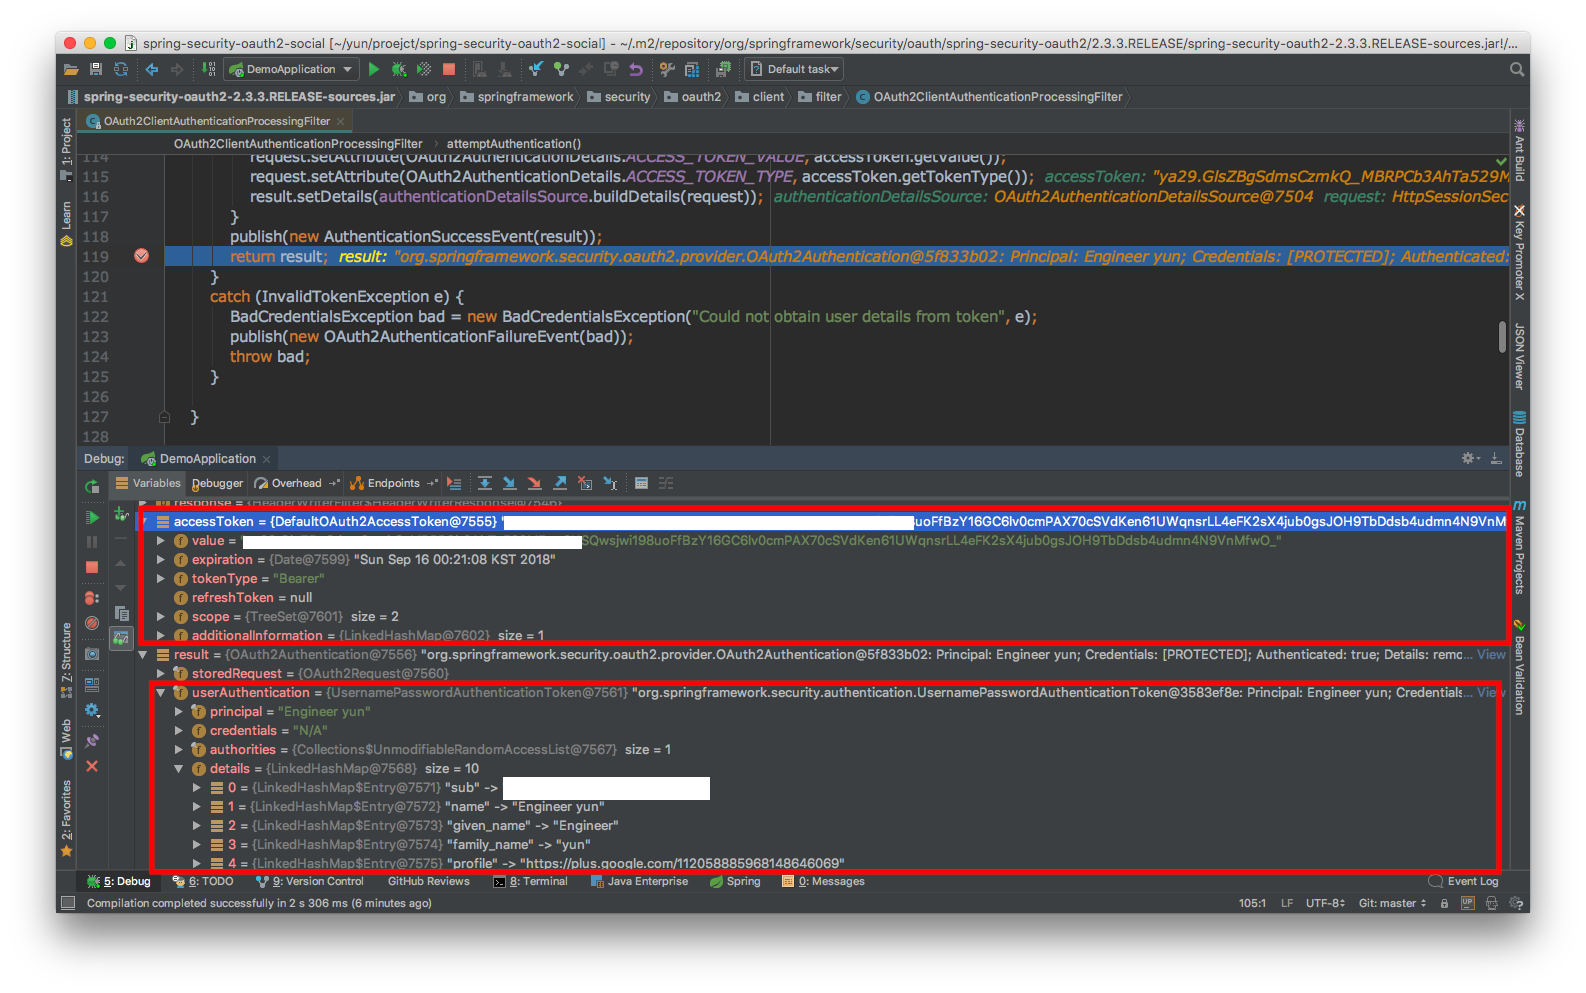 spring-security-oauth2-social [~/yun/proejct/spring-security-oauth2-social] - ~/.m2/repository/org/springframework/security/oauth/spring-security-oauth2/2.3.3.RELEASE/spring-security-oauth2-2.3.3.RELEASE-sources.jar!/...
DemoApplication
Default task
spring-security-oauth2-2.3.3.RELEASE-sources.jar org springframework security oauth2 client filter OAuth2ClientAuthenticationProcessingFilter
OAuth2ClientAuthenticationProcessingFilter
OAuth2ClientAuthenticationProcessingFilter › attemptAuthentication()
114 request.setAttribute(OAuth2AuthenticationDetails.ACCESS_TOKEN_VALUE, accessToken.getValue());
115 request.setAttribute(OAuth2AuthenticationDetails.ACCESS_TOKEN_TYPE, accessToken.getTokenType()); accessToken: "ya29.GlsZBgSdmsCzmkQ_MBRPCb3AhTa529M
116 result.setDetails(authenticationDetailsSource.buildDetails(request)); authenticationDetailsSource: OAuth2AuthenticationDetailsSource@7504 request: HttpSessionSec
117 }
118 publish(new AuthenticationSuccessEvent(result));
119 return result; result: "org.springframework.security.oauth2.provider.OAuth2Authentication@5f833b02: Principal: Engineer yun; Credentials: [PROTECTED]; Authenticated:
120 }
121 catch (InvalidTokenException e) {
122 BadCredentialsException bad = new BadCredentialsException("Could not obtain user details from token", e);
123 publish(new OAuth2AuthenticationFailureEvent(bad));
124 throw bad;
125 }
126
127 }
128
Debug: DemoApplication
Variables Debugger Overhead Endpoints
response = {HeaderWriterFilter$HeaderWriterResponse@7546}
accessToken = {DefaultOAuth2AccessToken@7555} " uoFfBzY16GC6lv0cmPAX70cSVdKen61UWqnsrLL4eFK2sX4jub0gsJOH9TbDdsb4udmn4N9VnM
value = " SQwsjwi198uoFfBzY16GC6lv0cmPAX70cSVdKen61UWqnsrLL4eFK2sX4jub0gsJOH9TbDdsb4udmn4N9VnMfwO_"
expiration = {Date@7599} "Sun Sep 16 00:21:08 KST 2018"
tokenType = "Bearer"
refreshToken = null
scope = {TreeSet@7601} size = 2
additionalInformation = {LinkedHashMap@7602} size = 1
result = {OAuth2Authentication@7556} "org.springframework.security.oauth2.provider.OAuth2Authentication@5f833b02: Principal: Engineer yun; Credentials: [PROTECTED]; Authenticated: true; Details: remo... View
storedRequest = {OAuth2Request@7560}
userAuthentication = {UsernamePasswordAuthenticationToken@7561} "org.springframework.security.authentication.UsernamePasswordAuthenticationToken@3583ef8e: Principal: Engineer yun; Credentials... View
principal = "Engineer yun"
credentials = "N/A"
authorities = {Collections$UnmodifiableRandomAccessList@7567} size = 1
details = {LinkedHashMap@7568} size = 10
0 = {LinkedHashMap$Entry@7571} "sub" ->
1 = {LinkedHashMap$Entry@7572} "name" -> "Engineer yun"
2 = {LinkedHashMap$Entry@7573} "given_name" -> "Engineer"
3 = {LinkedHashMap$Entry@7574} "family_name" -> "yun"
4 = {LinkedHashMap$Entry@7575} "profile" -> "https://plus.google.com/112058885968148646069"
1: Project
Learn
Z: Structure
Web
2: Favorites
Ant Build
Key Promoter X
JSON Viewer
Database
Maven Projects
Bean Validation
5: Debug 6: TODO 9: Version Control GitHub Reviews 8: Terminal Java Enterprise Spring 0: Messages Event Log
Compilation completed successfully in 2 s 306 ms (6 minutes ago) 105:1 LF UTF-8 Git: master